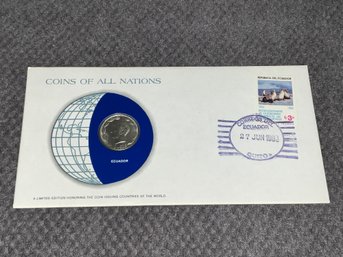 COINS OF ALL NATIONS
REPUBLICA DEL ECUADOR
ECUADOR
27 JUN 1983
ECUADOR
A LIMITED EDITION HONORING THE COIN ISSUING COUNTRIES OF THE WORLD